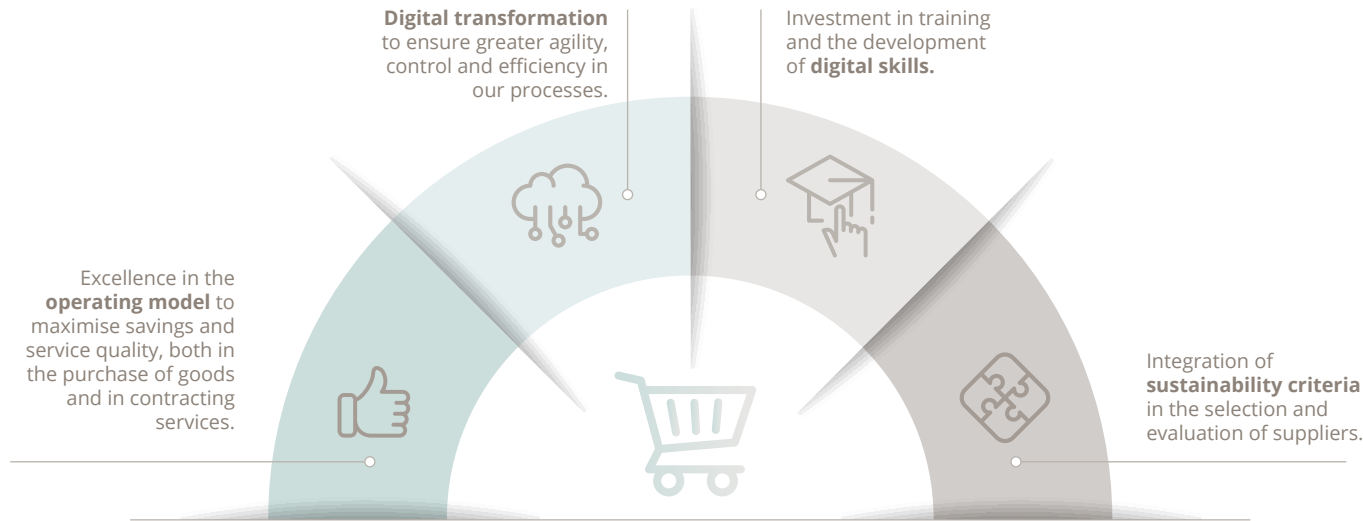 Digital transformation
to ensure greater agility,
control and efficiency in
our processes.
Investment in training
and the development
of digital skills.
Excellence in the
operating model to
maximise savings and
service quality, both in
the purchase of goods
and in contracting
services.
Integration of
sustainability criteria
in the selection and
evaluation of suppliers.